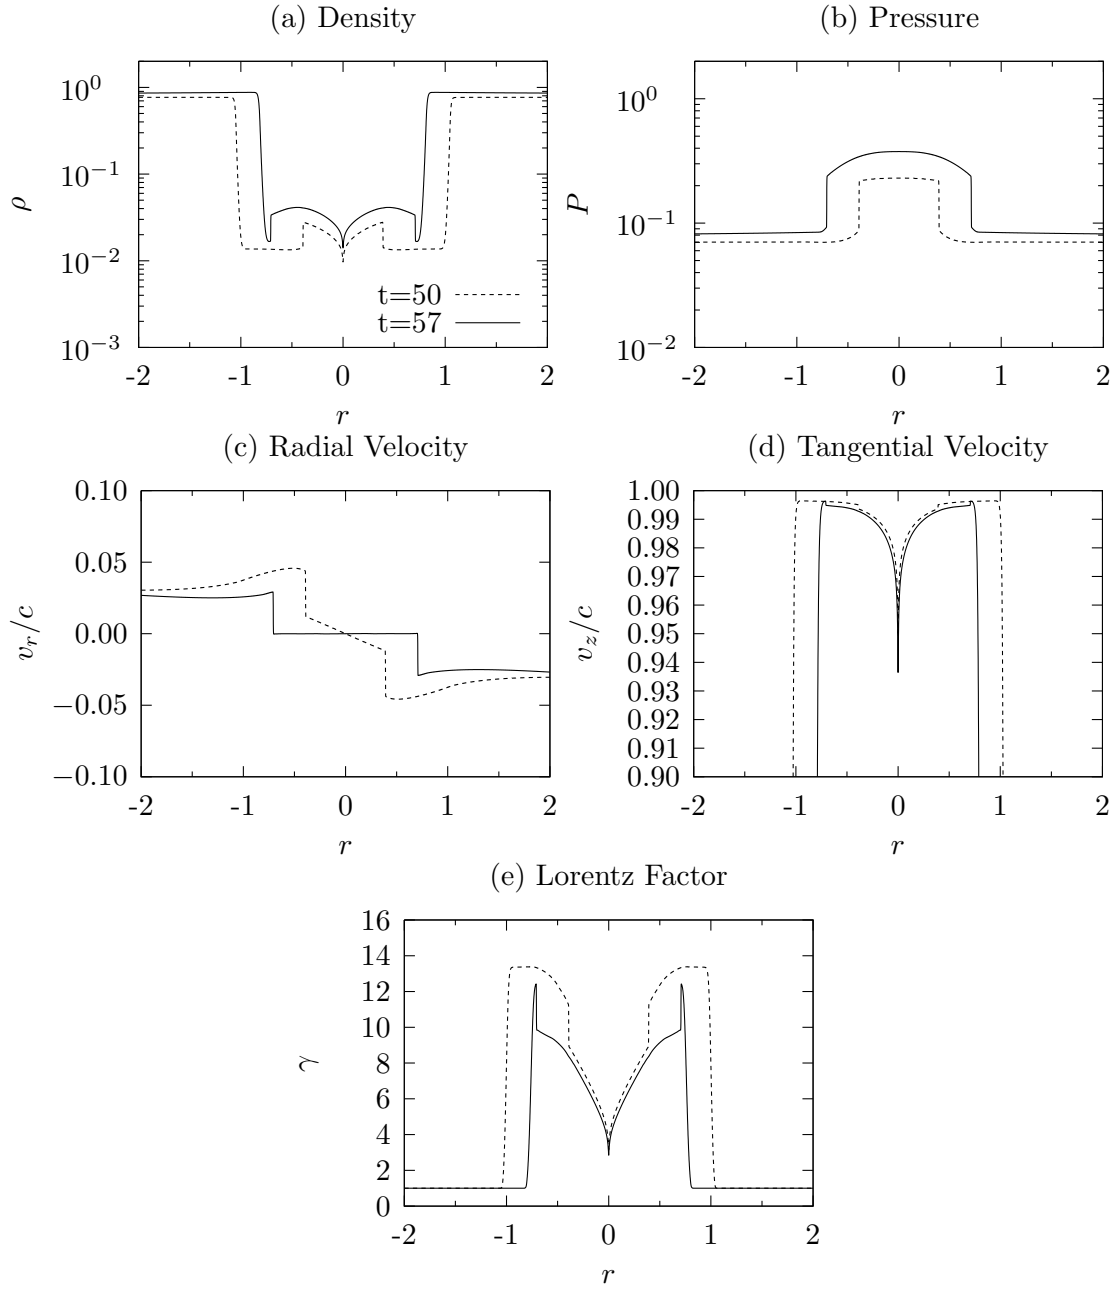 (a) Density
(b) Pressure
10^0
10^-1
10^-2
10^-3
ρ
t=50
t=57
-2 -1 0 1 2
r
10^0
10^-1
10^-2
P
-2 -1 0 1 2
r
(c) Radial Velocity
(d) Tangential Velocity
0.10
0.05
0.00
−0.05
−0.10
v_r/c
-2 -1 0 1 2
r
1.00
0.99
0.98
0.97
0.96
0.95
0.94
0.93
0.92
0.91
0.90
v_z/c
-2 -1 0 1 2
r
(e) Lorentz Factor
16
14
12
10
8
6
4
2
0
γ
-2 -1 0 1 2
r